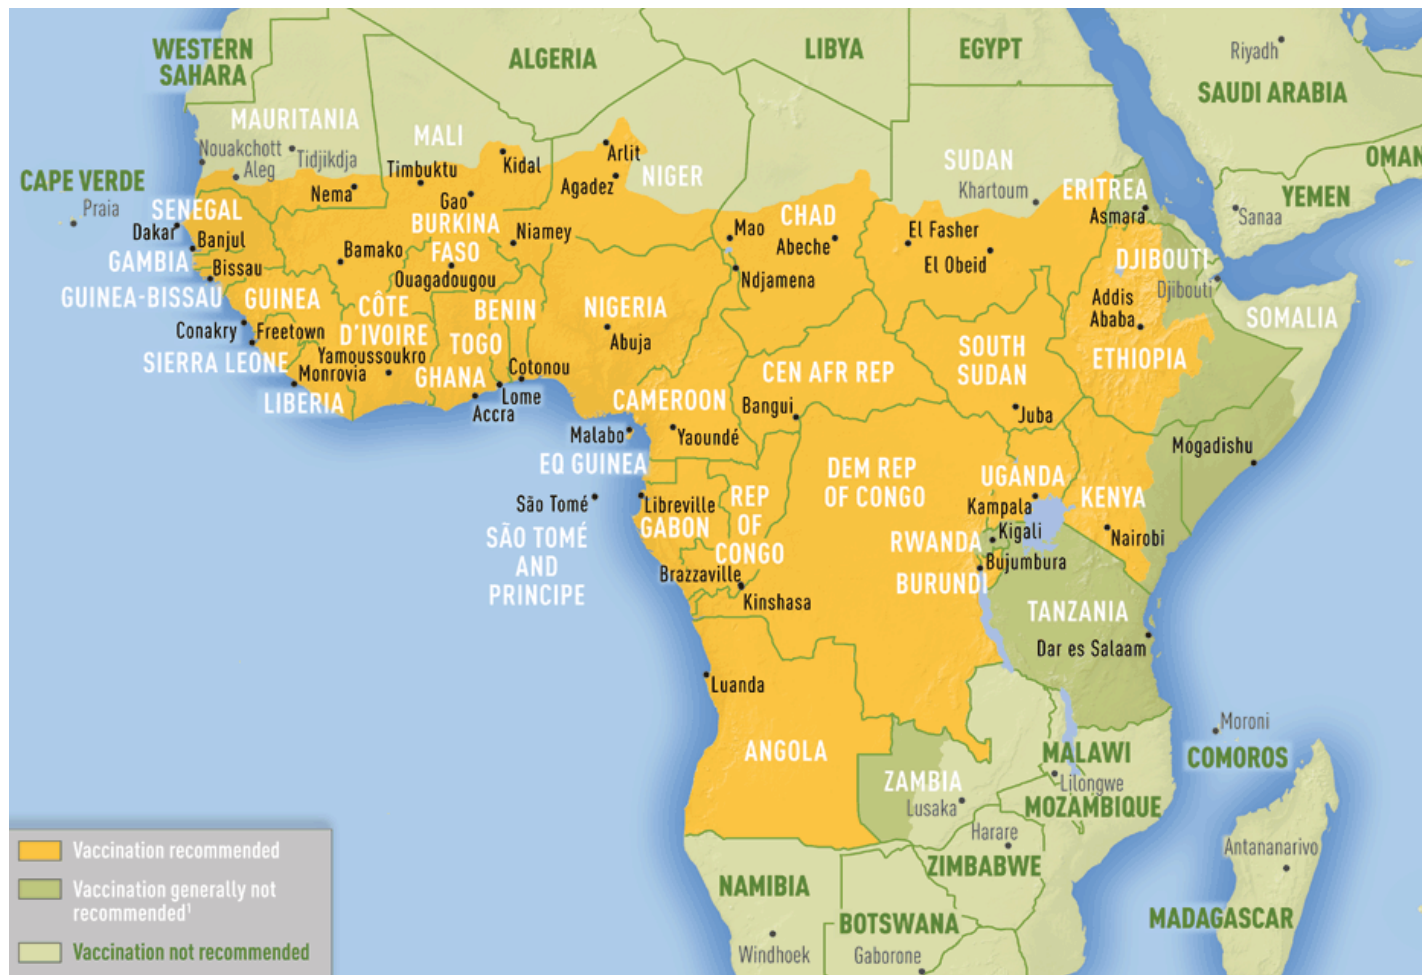 WESTERN
SAHARA
ALGERIA
LIBYA
EGYPT
Riyadh
SAUDI ARABIA
MAURITANIA
MALI
Nouakchott
Aleg
Tidjikdja
Timbuktu
Kidal
Arlit
NIGER
SUDAN
OMAN
CAPE VERDE
Praia
Nema
Gao
Agadez
Khartoum
ERITREA
Asmara
YEMEN
Sanaa
SENEGAL
Dakar
Banjul
BURKINA
FASO
Niamey
Mao
CHAD
Abeche
El Fasher
El Obeid
GAMBIA
Bissau
Bamako
Ouagadougou
Ndjamena
DJIBOUTI
Djibouti
GUINEA-BISSAU
GUINEA
CÔTE
D'IVOIRE
BENIN
NIGERIA
Abuja
Addis
Ababa
SOMALIA
Conakry
Freetown
TOGO
SOUTH
SUDAN
ETHIOPIA
SIERRA LEONE
Yamoussoukro
Monrovia
GHANA
Cotonou
Lome
Accra
CEN AFR REP
LIBERIA
CAMEROON
Bangui
Juba
Malabo
Yaoundé
Mogadishu
EQ GUINEA
DEM REP
OF CONGO
UGANDA
Kampala
KENYA
São Tomé
Libreville
GABON
REP
OF
CONGO
Kigali
Nairobi
SÃO TOMÉ
AND
PRINCIPE
RWANDA
Bujumbura
BURUNDI
Brazzaville
Kinshasa
TANZANIA
Dar es Salaam
Luanda
Moroni
COMOROS
ANGOLA
ZAMBIA
Lusaka
MALAWI
Lilongwe
MOZAMBIQUE
Harare
ZIMBABWE
Antananarivo
MADAGASCAR
NAMIBIA
Windhoek
BOTSWANA
Gaborone
Vaccination recommended
Vaccination generally not
recommended¹
Vaccination not recommended